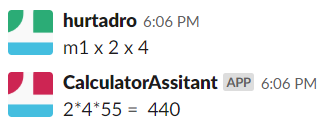 hurtadro 6:06 PM
m1 x 2 x 4
CalculatorAssitant APP 6:06 PM
2*4*55 = 440